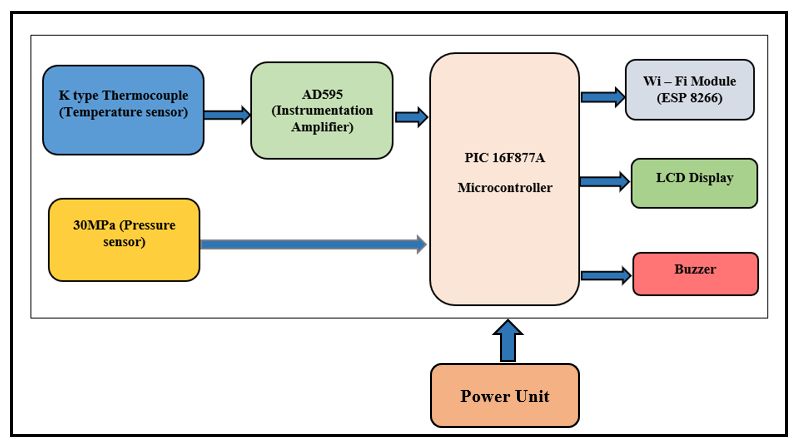 K type Thermocouple
(Temperature sensor)
AD595
(Instrumentation
Amplifier)
PIC 16F877A
Microcontroller
Wi – Fi Module
(ESP 8266)
LCD Display
30MPa (Pressure
sensor)
Buzzer
Power Unit